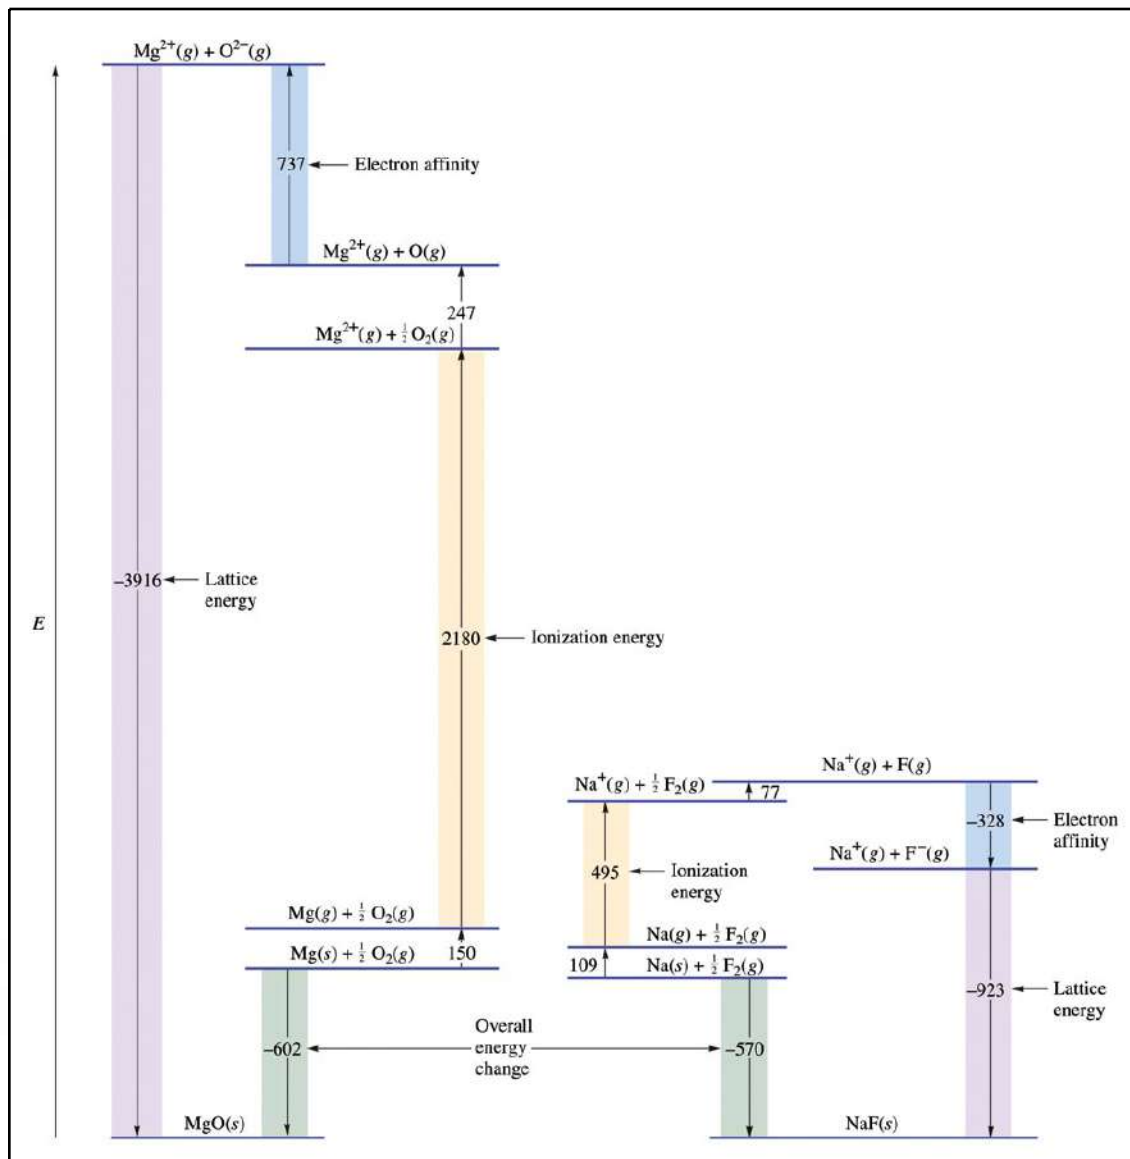 Mg²⁺(g) + O²⁻(g)
737
Electron affinity
Mg²⁺(g) + O(g)
247
Mg²⁺(g) + ½ O₂(g)
–3916
Lattice
energy
E
2180
Ionization energy
Na⁺(g) + F(g)
Na⁺(g) + ½ F₂(g)
77
–328
Electron
affinity
Na⁺(g) + F⁻(g)
495
Ionization
energy
Mg(g) + ½ O₂(g)
Na(g) + ½ F₂(g)
Mg(s) + ½ O₂(g)
150
109
Na(s) + ½ F₂(g)
–923
Lattice
energy
Overall
energy
change
–602
–570
MgO(s)
NaF(s)